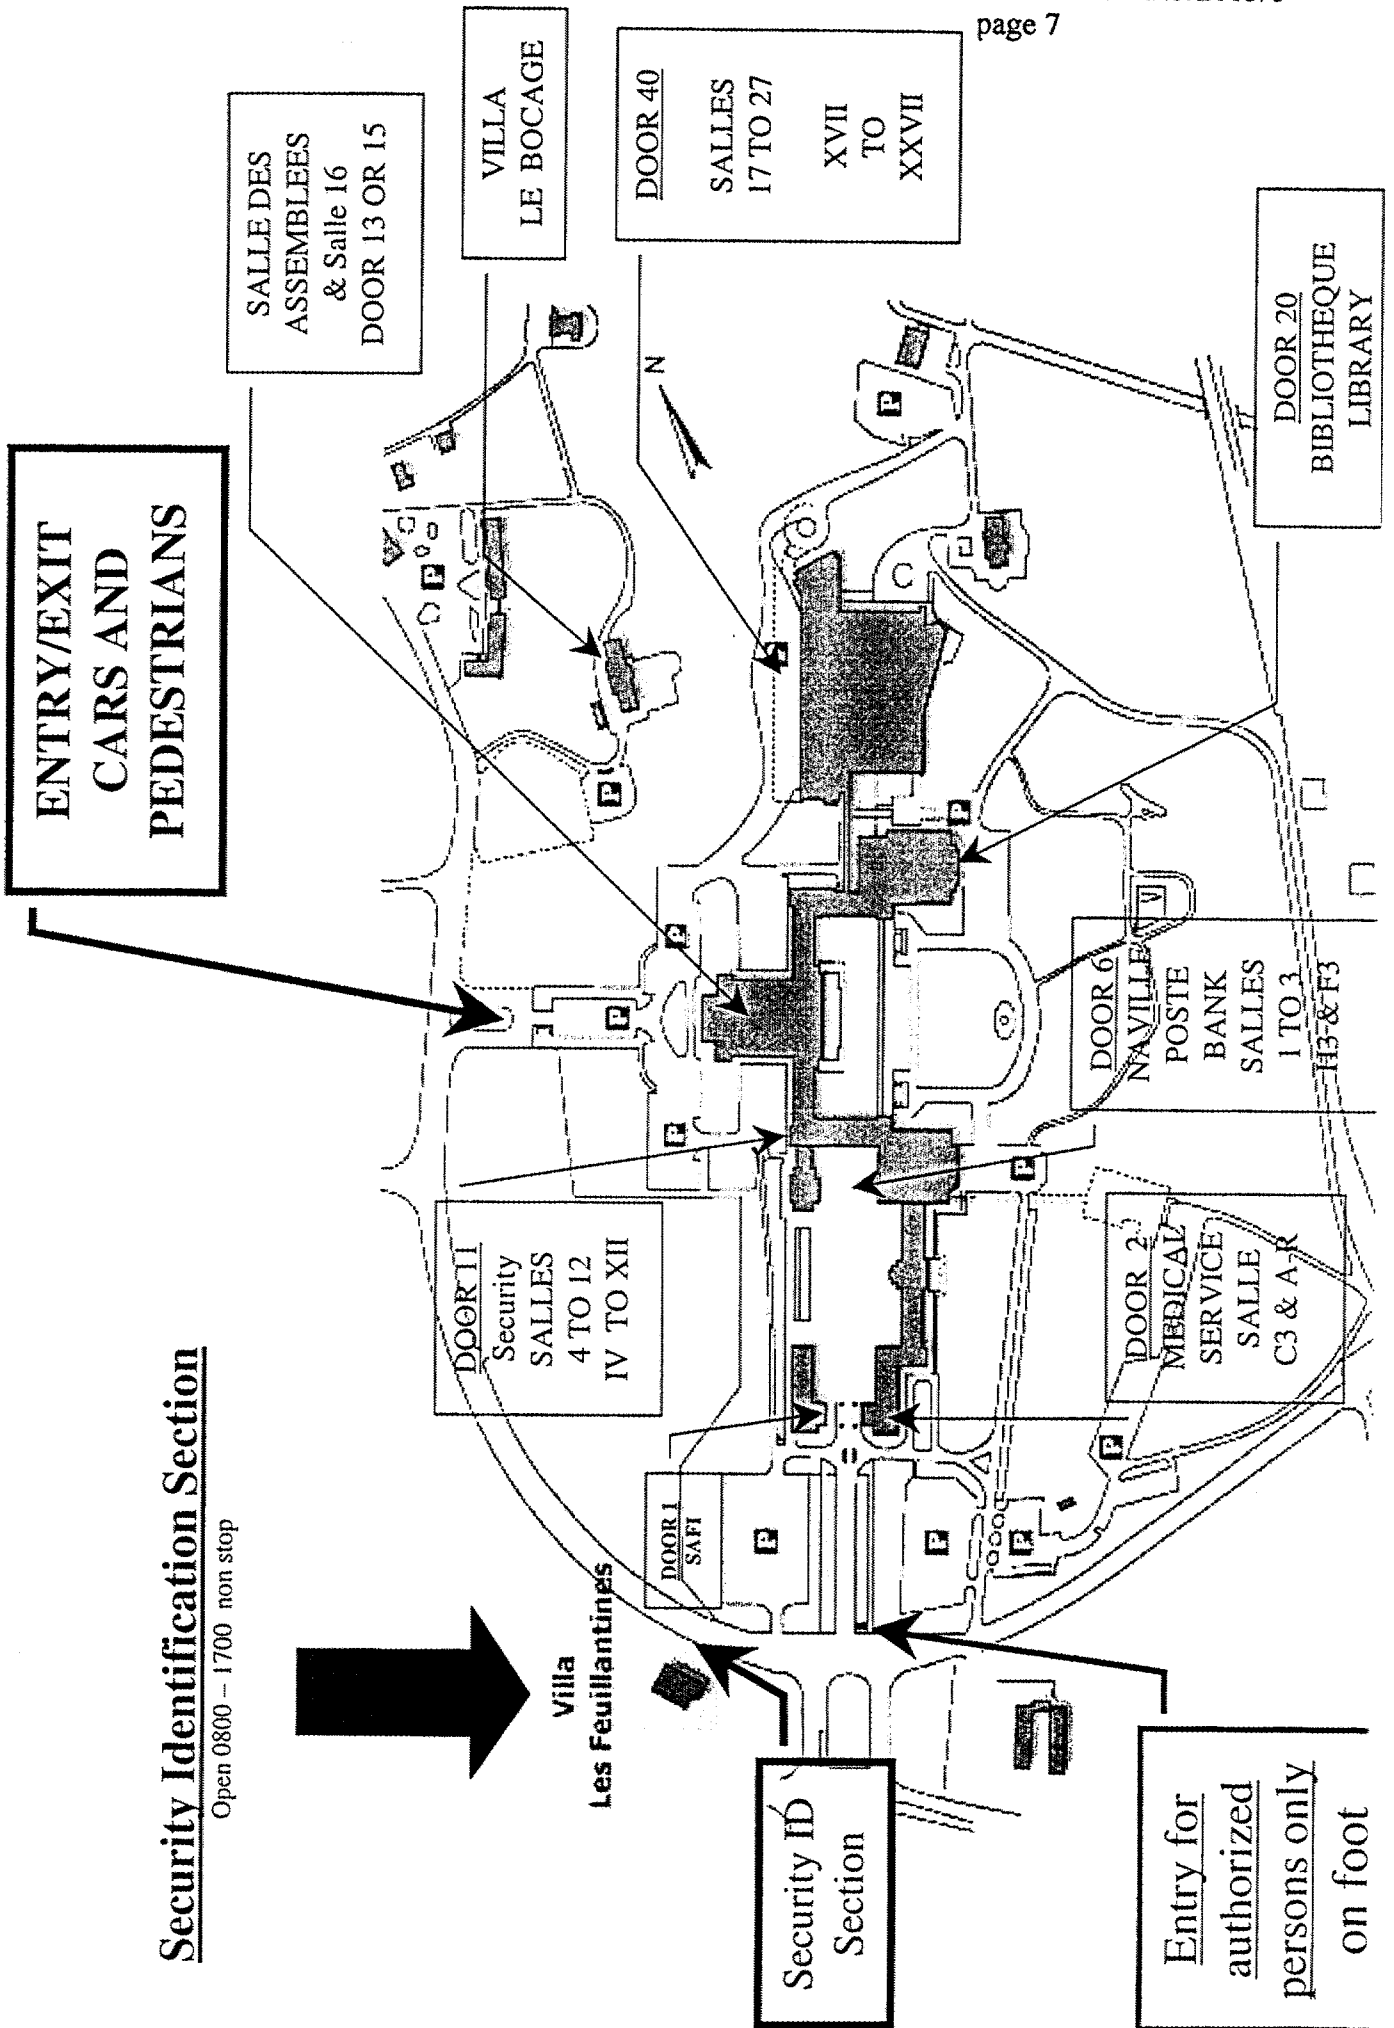 page 7
Security Identification Section
Open 0800 – 1700 non stop
ENTRY/EXIT
CARS AND
PEDESTRIANS
SALLE DES
ASSEMBLEES
& Salle 16
DOOR 13 OR 15
VILLA
LE BOCAGE
DOOR 40
SALLES
17 TO 27
XVII
TO
XXVII
Villa
Les Feuillantines
DOOR 11
Security
SALLES
4 TO 12
IV TO XII
N
DOOR 1
SAFI
Security ID
Section
DOOR 6
NAVILLE
POSTE
BANK
SALLES
1 TO 3
H3 & F3
DOOR 2
MEDICAL
SERVICE
SALLE
C3 & A-R
DOOR 20
BIBLIOTHEQUE
LIBRARY
Entry for
authorized
persons only
on foot
P
P
P
P
P
P
P
P
P
P
P
P
P
P